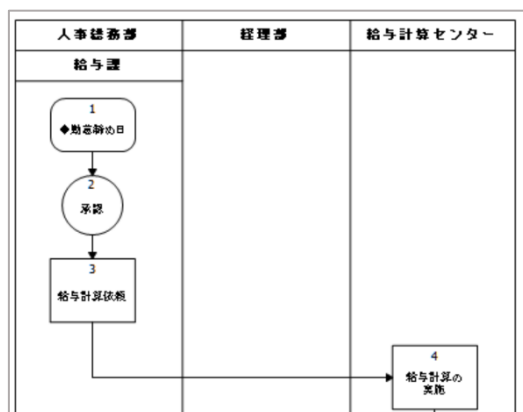 人事総務部
経理部
給与計算センター
給与課
1
◆勤怠締め日
2
承認
3
給与計算依頼
4
給与計算の
実施